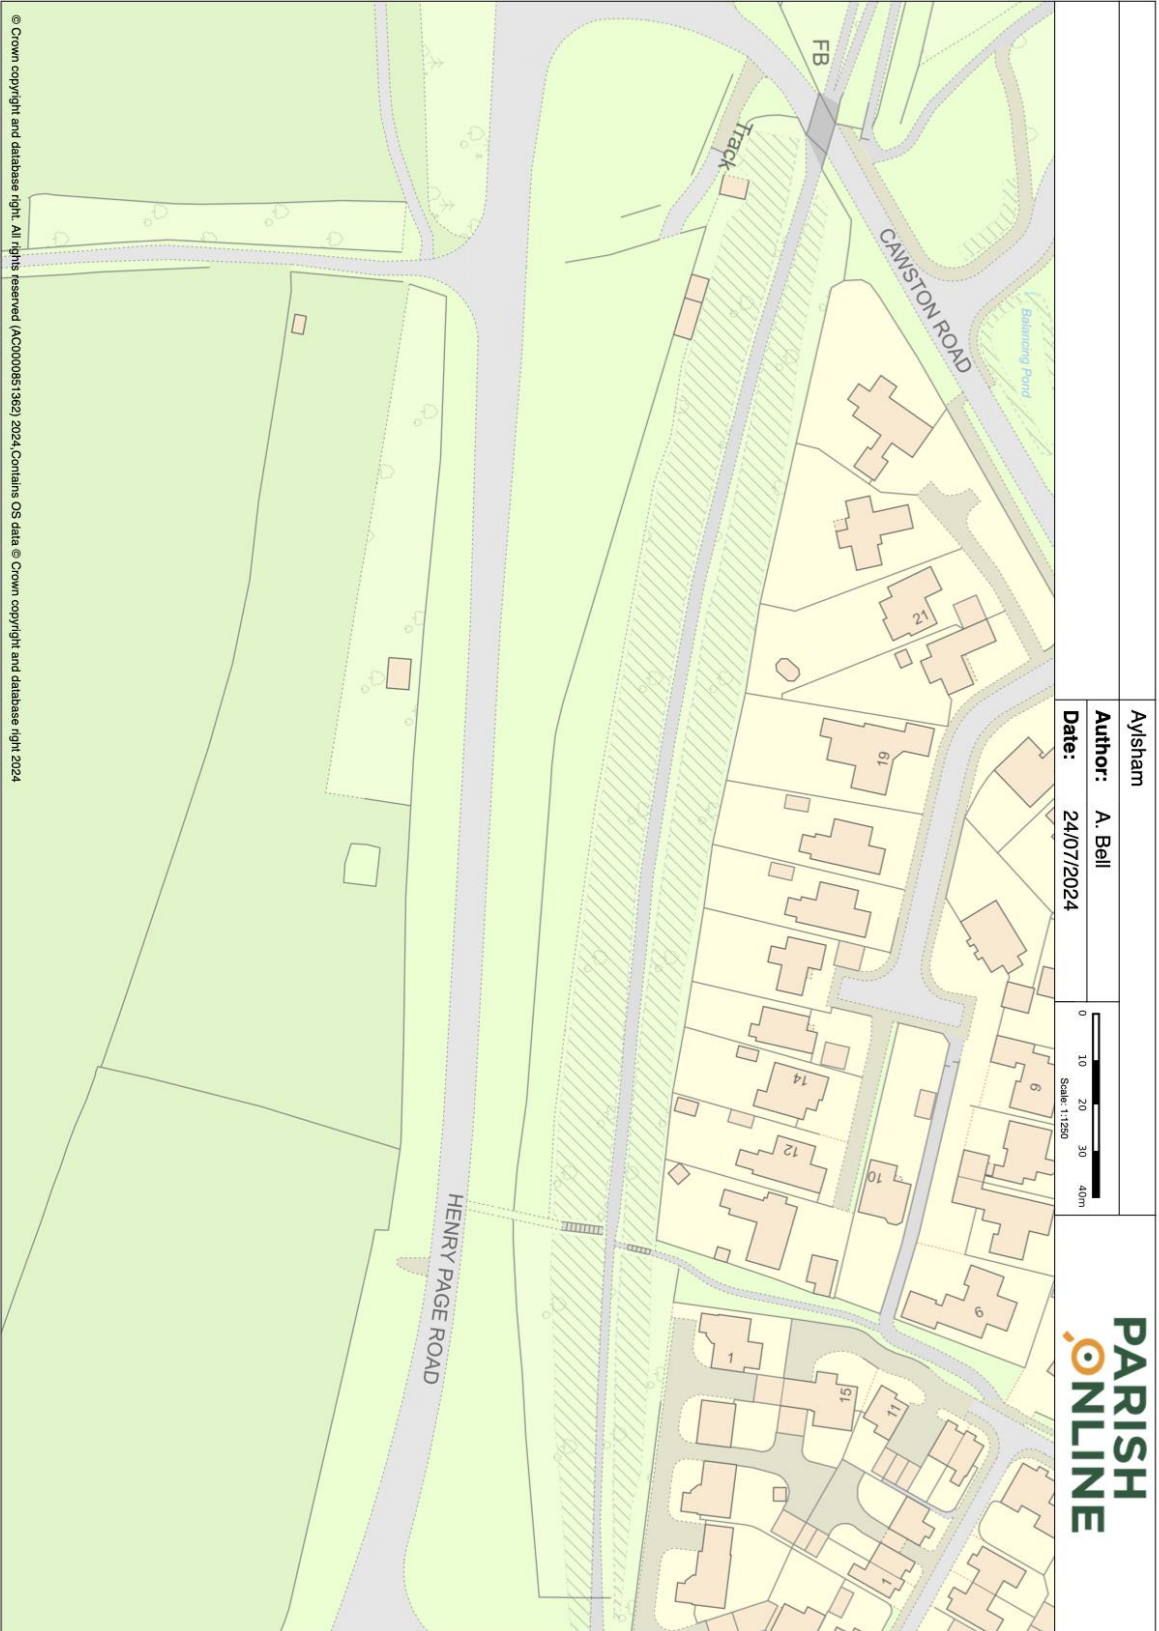 Aylsham
Author: A. Bell
Date: 24/07/2024
0 10 20 30 40m
Scale: 1:1250
PARISH
ONLINE
FB
Track
CAWSTON ROAD
Balancing Pond
21
19
14
12
10
9
6
1
15
11
1
HENRY PAGE ROAD
© Crown copyright and database right. All rights reserved (AC0000851362) 2024,Contains OS data © Crown copyright and database right 2024